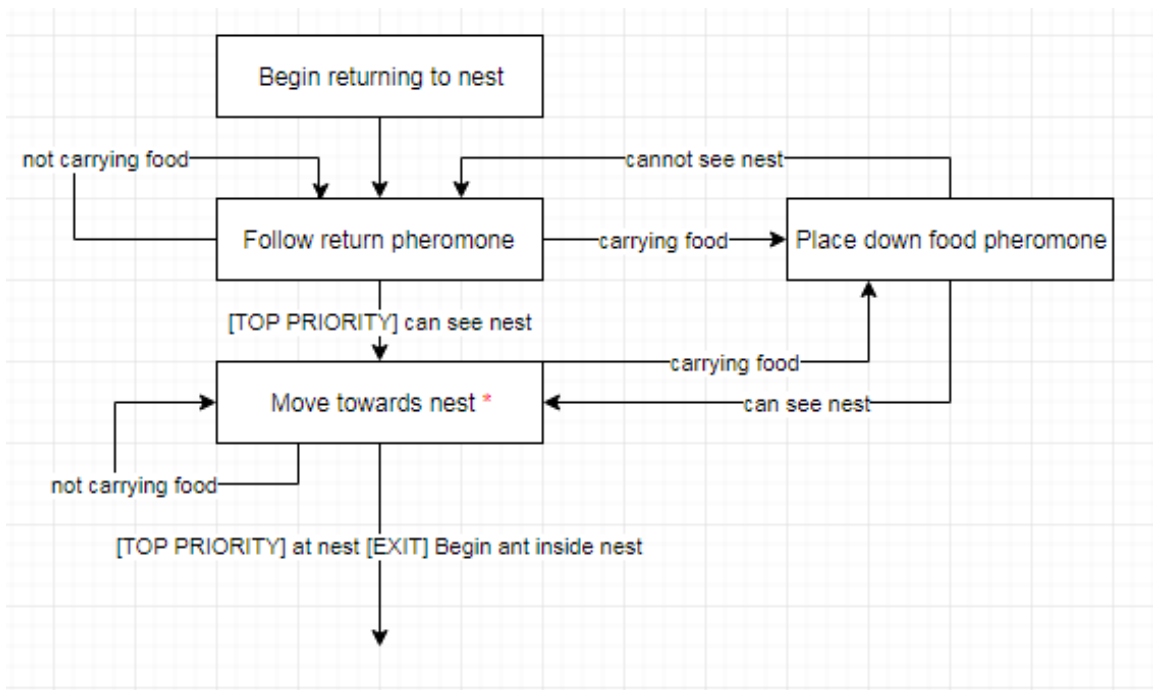 Begin returning to nest
not carrying food
cannot see nest
Follow return pheromone
carrying food
Place down food pheromone
[TOP PRIORITY] can see nest
carrying food
Move towards nest *
can see nest
not carrying food
[TOP PRIORITY] at nest [EXIT] Begin ant inside nest